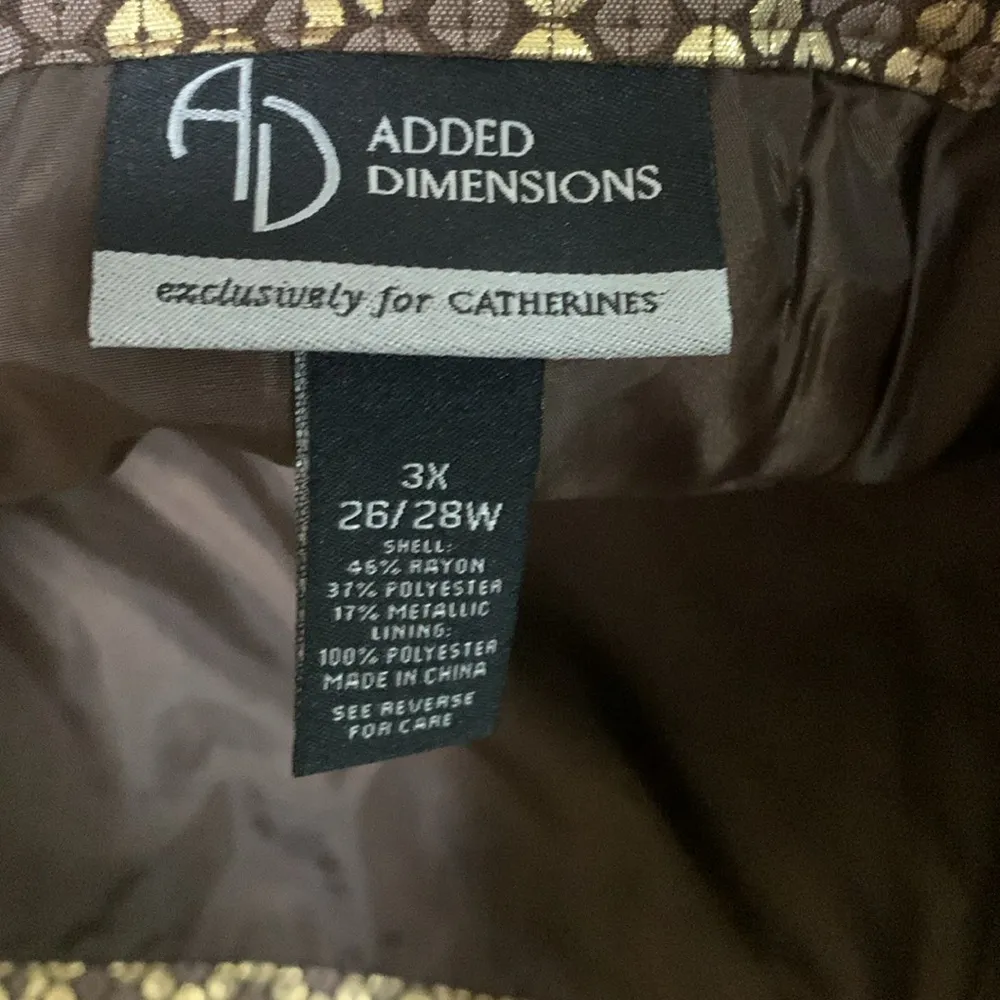 AD
ADDED
DIMENSIONS
exclusively for CATHERINES
3X
26/28W
SHELL:
46% RAYON
37% POLYESTER
17% METALLIC
LINING:
100% POLYESTER
MADE IN CHINA
SEE REVERSE
FOR CARE